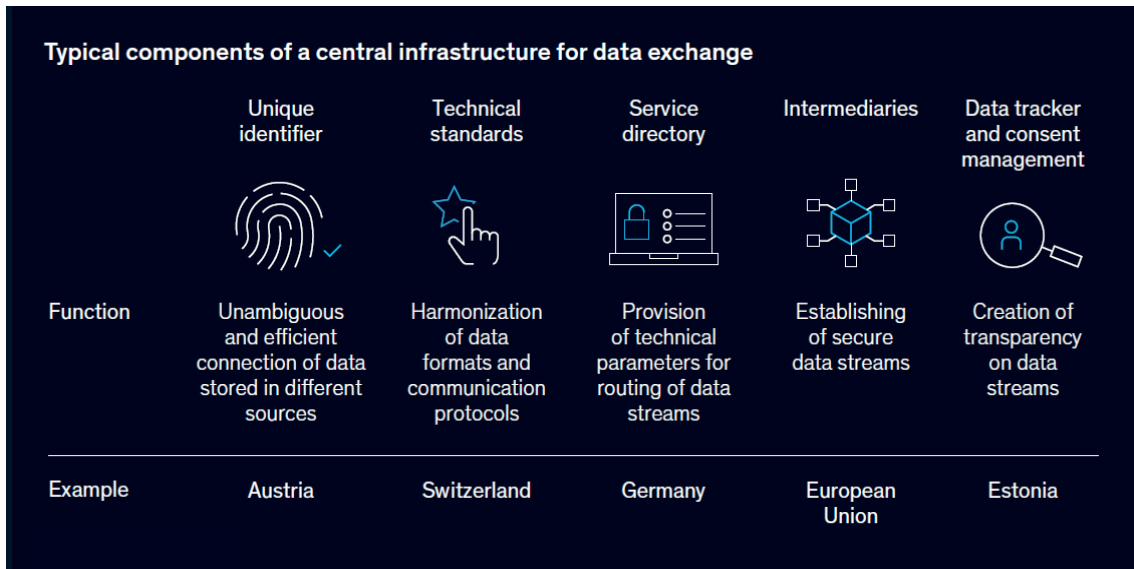 Typical components of a central infrastructure for data exchange
Unique
identifier
Technical
standards
Service
directory
Intermediaries
Data tracker
and consent
management
Function
Unambiguous
and efficient
connection of data
stored in different
sources
Harmonization
of data
formats and
communication
protocols
Provision
of technical
parameters for
routing of data
streams
Establishing
of secure
data streams
Creation of
transparency
on data
streams
Example
Austria
Switzerland
Germany
European
Union
Estonia